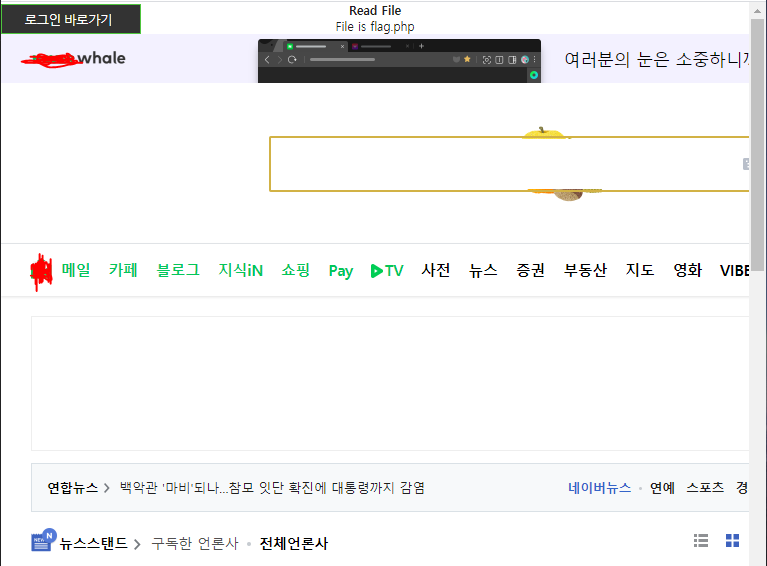 Read File
로그인 바로가기
File is flag.php
whale
여러분의 눈은 소중하니까
메일 카페 블로그 지식iN 쇼핑 Pay TV 사전 뉴스 증권 부동산 지도 영화 VIBE
연합뉴스 > 백악관 '마비'되나…참모 잇단 확진에 대통령까지 감염 네이버뉴스 • 연예 스포츠 경
NEW N 뉴스스탠드 > 구독한 언론사 • 전체언론사